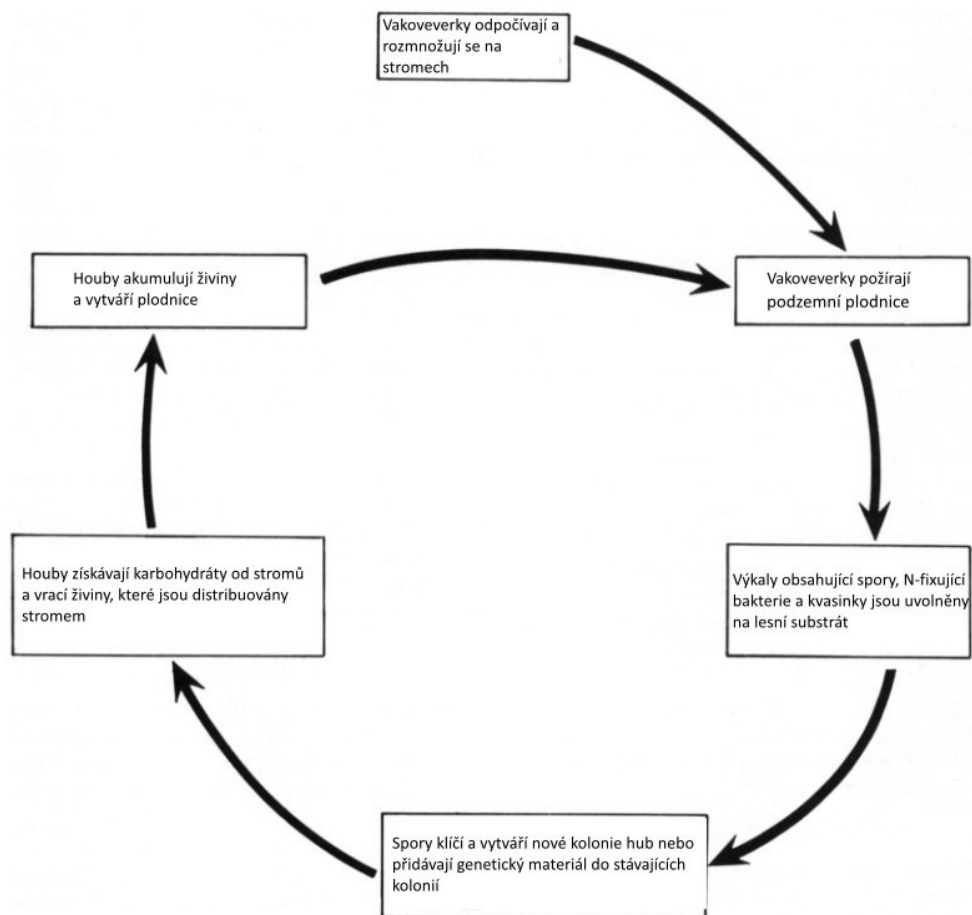 Vakoveverky odpočívají a
rozmnožují se na
stromech
Houby akumulují živiny
a vytváří plodnice
Vakoveverky požírají
podzemní plodnice
Houby získávají karbohydráty od stromů
a vrací živiny, které jsou distribuovány
stromem
Výkaly obsahující spory, N-fixující
bakterie a kvasinky jsou uvolněny
na lesní substrát
Spory klíčí a vytváří nové kolonie hub nebo
přidávají genetický materiál do stávajících
kolonií